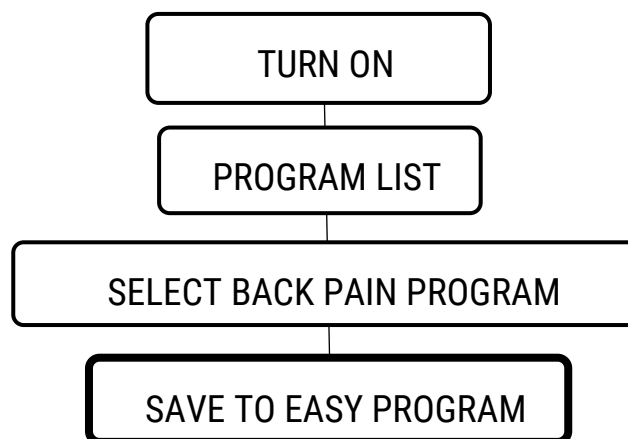 TURN ON
PROGRAM LIST
SELECT BACK PAIN PROGRAM
SAVE TO EASY PROGRAM